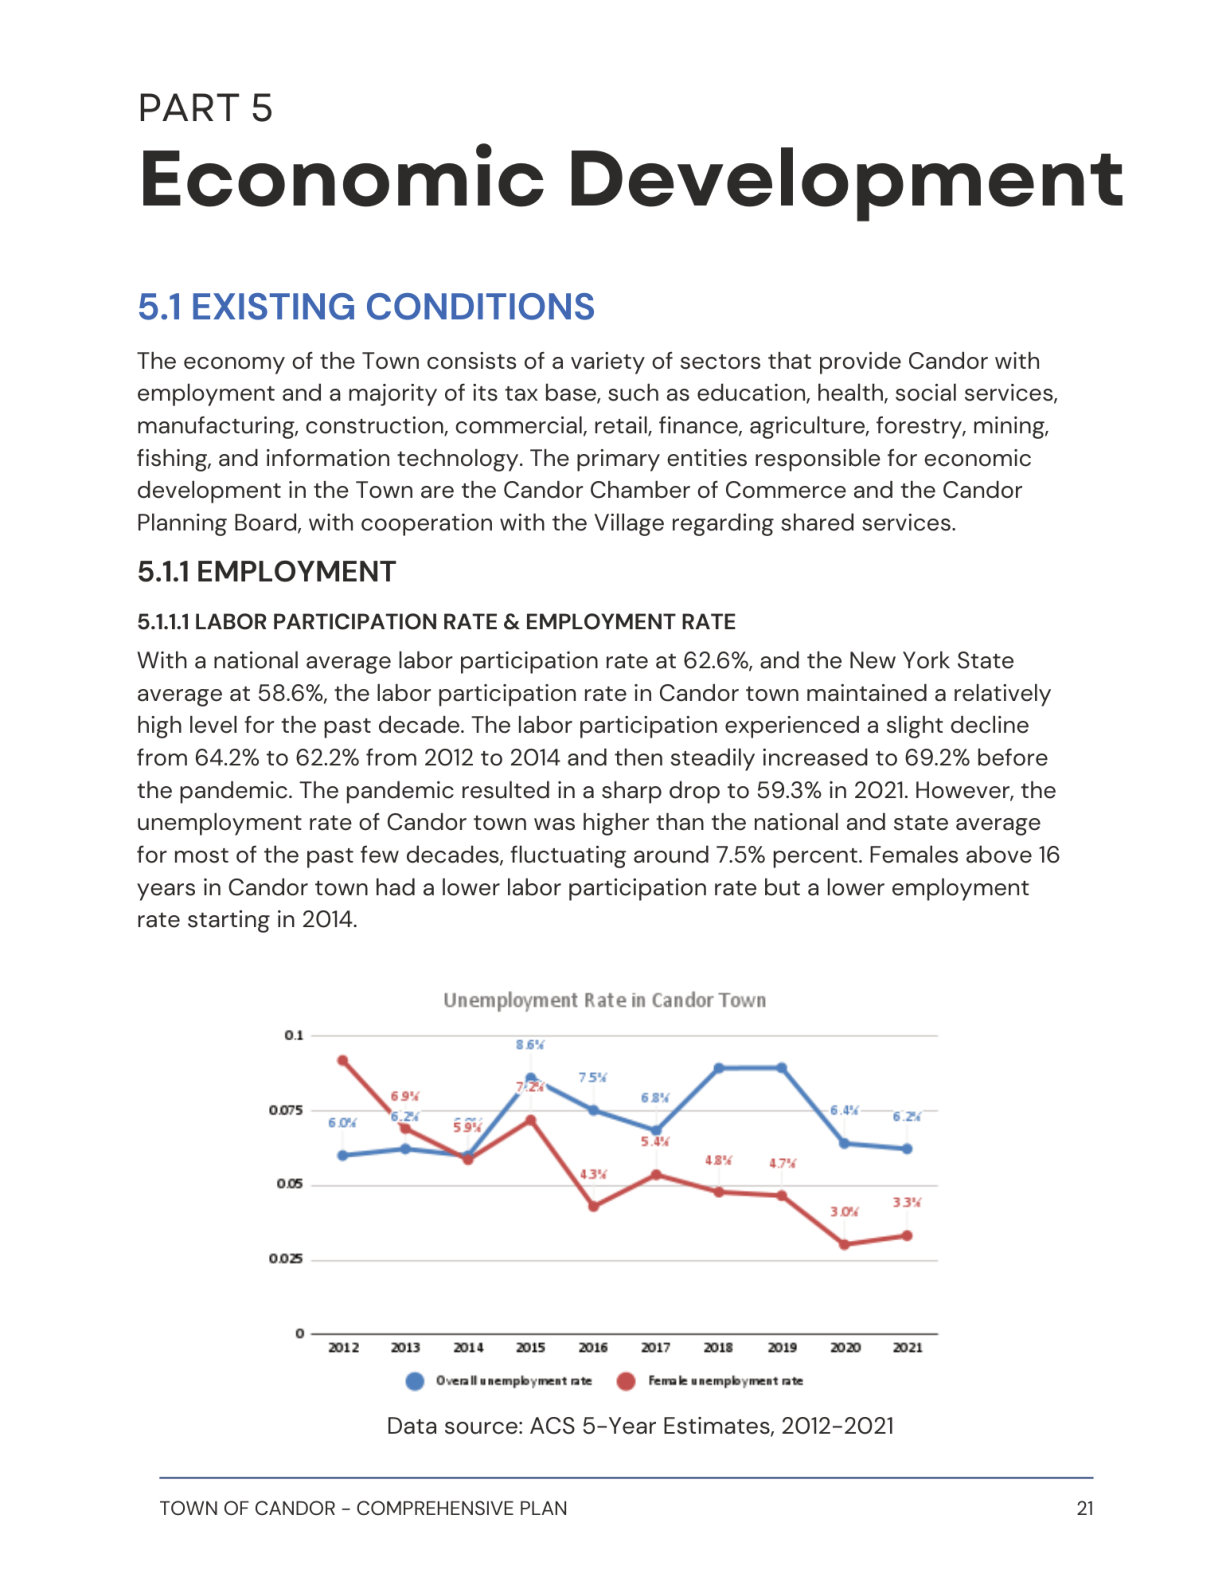 PART 5
Economic Development
5.1 EXISTING CONDITIONS
The economy of the Town consists of a variety of sectors that provide Candor with
employment and a majority of its tax base, such as education, health, social services,
manufacturing, construction, commercial, retail, finance, agriculture, forestry, mining,
fishing, and information technology. The primary entities responsible for economic
development in the Town are the Candor Chamber of Commerce and the Candor
Planning Board, with cooperation with the Village regarding shared services.
5.1.1 EMPLOYMENT
5.1.1.1 LABOR PARTICIPATION RATE & EMPLOYMENT RATE
With a national average labor participation rate at 62.6%, and the New York State
average at 58.6%, the labor participation rate in Candor town maintained a relatively
high level for the past decade. The labor participation experienced a slight decline
from 64.2% to 62.2% from 2012 to 2014 and then steadily increased to 69.2% before
the pandemic. The pandemic resulted in a sharp drop to 59.3% in 2021. However, the
unemployment rate of Candor town was higher than the national and state average
for most of the past few decades, fluctuating around 7.5% percent. Females above 16
years in Candor town had a lower labor participation rate but a lower employment
rate starting in 2014.
Unemployment Rate in Candor Town
0.1
8.6%
7.5%
7.2%
6.9%
6.8%
0.075
6.0%
6.2%
5.9%
6.4%
6.2%
5.4%
4.8%
4.7%
4.3%
0.05
3.0%
3.3%
0.025
0
2012 2013 2014 2015 2016 2017 2018 2019 2020 2021
Overall unemployment rate Female unemployment rate
Data source: ACS 5-Year Estimates, 2012-2021
TOWN OF CANDOR - COMPREHENSIVE PLAN 21